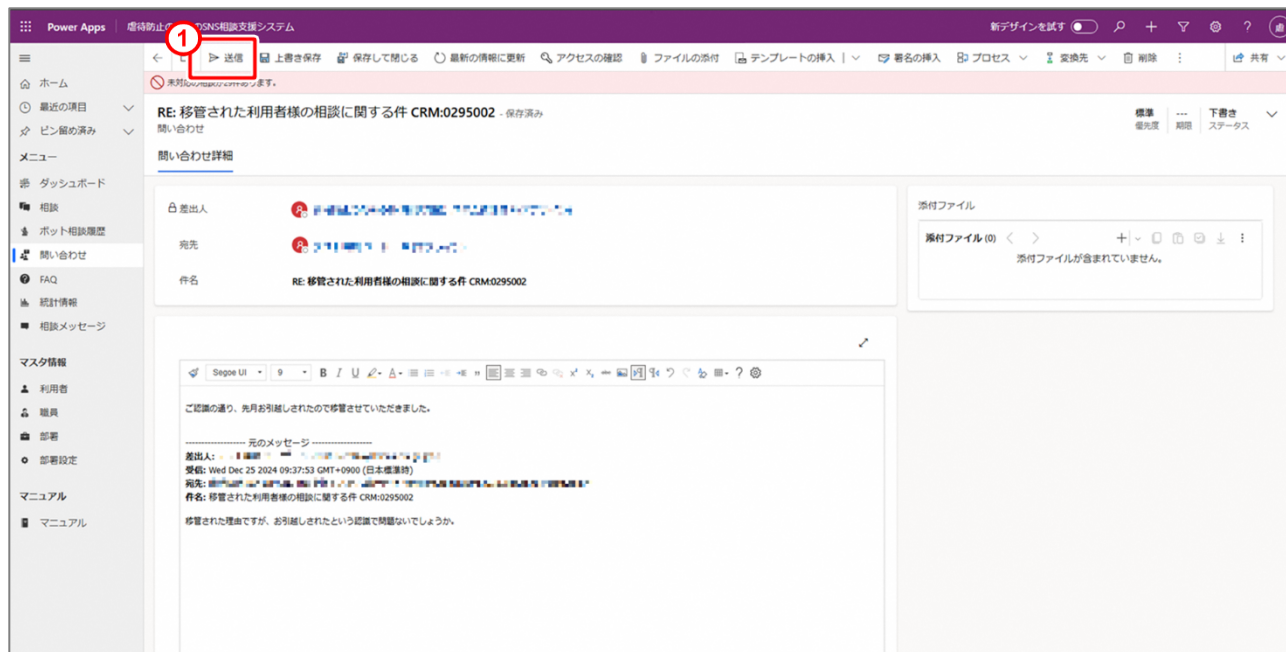 Power Apps
虐待防止の SNS相談支援システム
新デザインを試す
①
送信
上書き保存
保存して閉じる
最新の情報に更新
アクセスの確認
ファイルの添付
テンプレートの挿入
署名の挿入
プロセス
変換先
削除
共有
未対応の相談が 件あります。
ホーム
最近の項目
ピン留め済み
メニュー
ダッシュボード
相談
ボット相談履歴
問い合わせ
FAQ
統計情報
相談メッセージ
マスタ情報
利用者
職員
部署
部署設定
マニュアル
マニュアル
RE: 移管された利用者様の相談に関する件 CRM:0295002 - 保存済み
問い合わせ
標準
優先度
---
期限
下書き
ステータス
問い合わせ詳細
差出人
宛先
件名
RE: 移管された利用者様の相談に関する件 CRM:0295002
添付ファイル
添付ファイル (0)
添付ファイルが含まれていません。
Segoe UI
9
ご認識の通り、先月お引越しされたので移管させていただきました。
------------------- 元のメッセージ -------------------
差出人:
受信: Wed Dec 25 2024 09:37:53 GMT+0900 (日本標準時)
宛先:
件名: 移管された利用者様の相談に関する件 CRM:0295002
移管された理由ですが、お引越しされたという認識で問題ないでしょうか。